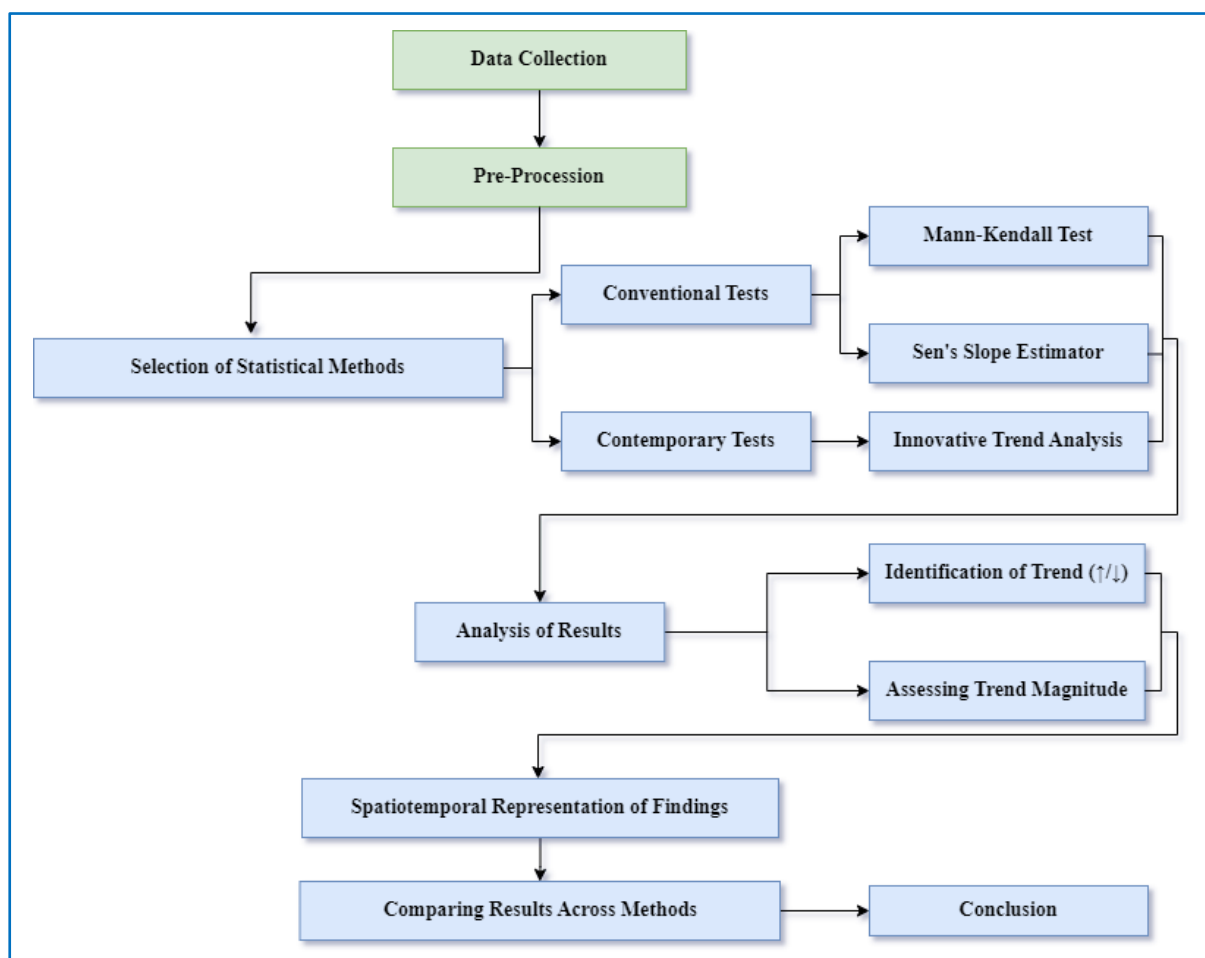 Data Collection
Pre-Procession
Mann-Kendall Test
Conventional Tests
Sen's Slope Estimator
Selection of Statistical Methods
Contemporary Tests
Innovative Trend Analysis
Identification of Trend (↑/↓)
Analysis of Results
Assessing Trend Magnitude
Spatiotemporal Representation of Findings
Comparing Results Across Methods
Conclusion